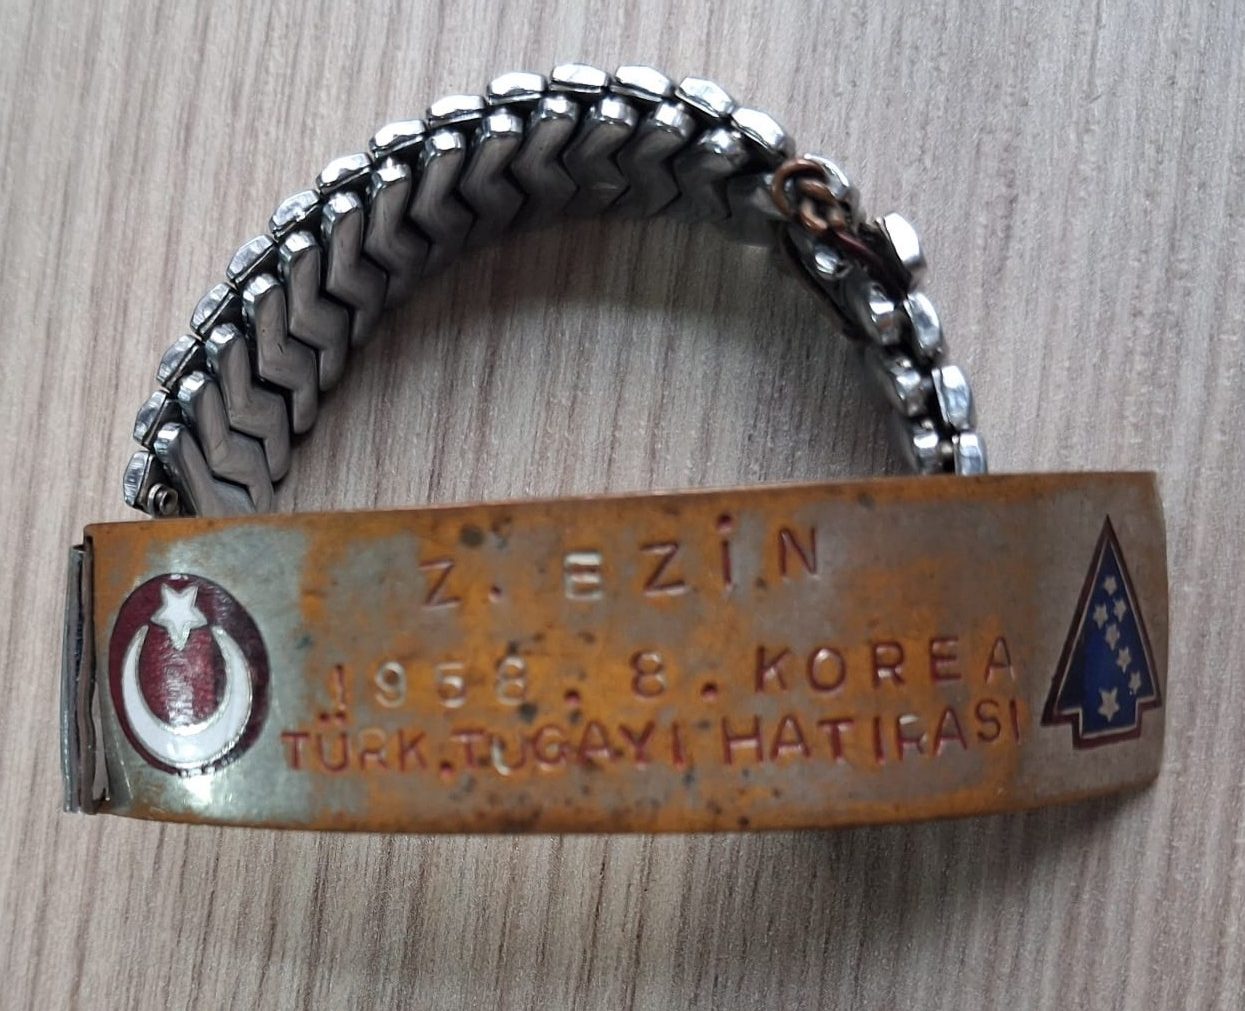 Z. EZİN
1958.8.KOREA
TÜRK.TUGAYI HATIRASI